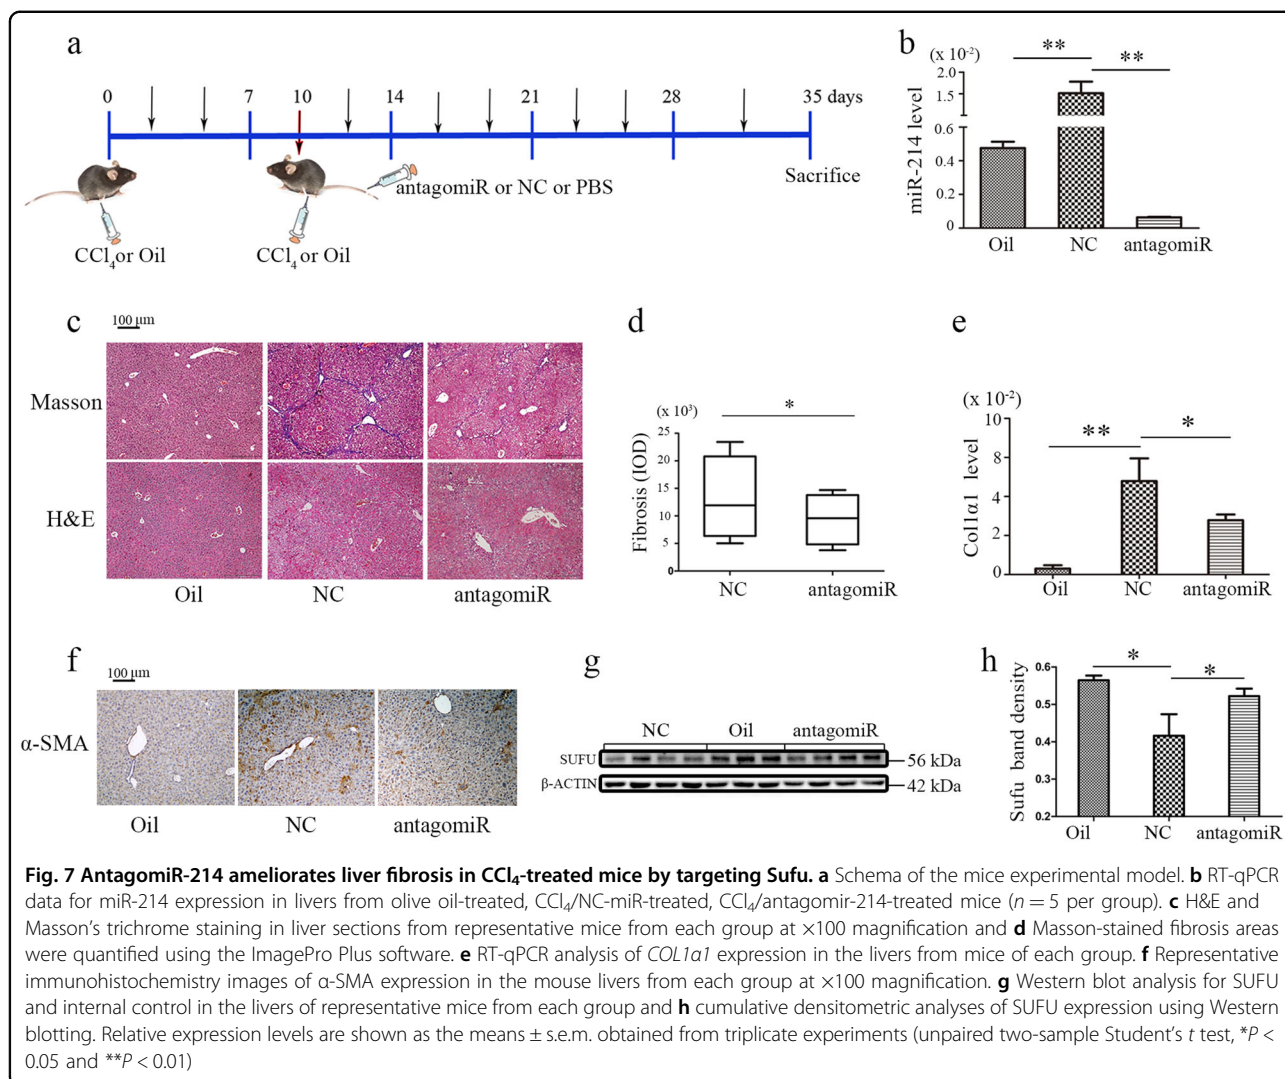 a
0 7 10 14 21 28 35 days
antagomiR or NC or PBS
Sacrifice
CCl4 or Oil
CCl4 or Oil
b
(x 10-2)
** **
2.0
1.5
0.6
0.4
0.2
0
miR-214 level
Oil NC antagomiR
c
100 μm
Masson
H&E
Oil NC antagomiR
d
(x 10³)
*
25
20
15
10
5
0
Fibrosis (IOD)
NC antagomiR
e
(x 10-2)
** *
10
8
4
2
0
Col1α1 level
Oil NC antagomiR
f
100 μm
α-SMA
Oil NC antagomiR
g
NC Oil antagomiR
SUFU 56 kDa
β-ACTIN 42 kDa
h
* *
0.6
0.5
0.4
0.3
0.2
Sufu band density
Oil NC antagomiR
Fig. 7 AntagomiR-214 ameliorates liver fibrosis in CCl4-treated mice by targeting Sufu. a Schema of the mice experimental model. b RT-qPCR
data for miR-214 expression in livers from olive oil-treated, CCl4/NC-miR-treated, CCl4/antagomir-214-treated mice (n = 5 per group). c H&E and
Masson's trichrome staining in liver sections from representative mice from each group at ×100 magnification and d Masson-stained fibrosis areas
were quantified using the ImagePro Plus software. e RT-qPCR analysis of COL1α1 expression in the livers from mice of each group. f Representative
immunohistochemistry images of α-SMA expression in the mouse livers from each group at ×100 magnification. g Western blot analysis for SUFU
and internal control in the livers of representative mice from each group and h cumulative densitometric analyses of SUFU expression using Western
blotting. Relative expression levels are shown as the means ± s.e.m. obtained from triplicate experiments (unpaired two-sample Student's t test, *P <
0.05 and **P < 0.01)